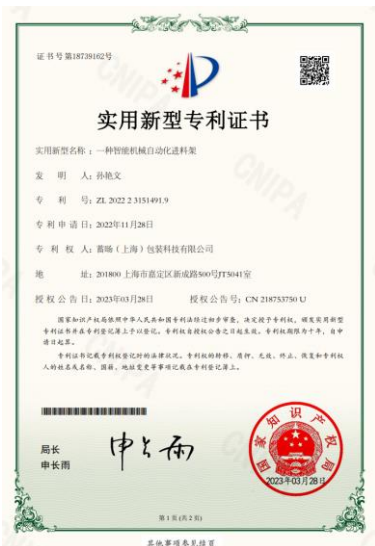 证书号第18739162号
实用新型专利证书
实用新型名称：一种智能机械自动化进料架
发 明 人：孙艳文
专 利 号：ZL 2022 2 3151491.9
专利申请日：2022年11月28日
专 利 权 人：蓄旸（上海）包装科技有限公司
地 址：201800 上海市嘉定区新成路500号JT5041室
授权公告日：2023年03月28日 授权公告号：CN 218753750 U
国家知识产权局依照中华人民共和国专利法经过初步审查，决定授予专利权，颁发实用新型
专利证书并在专利登记簿上予以登记。专利权自授权公告之日起生效。专利权期限为十年，自申
请日起算。
专利证书记载专利权登记时的法律状况。专利权的转移、质押、无效、终止、恢复和专利权
人的姓名或名称、国籍、地址变更等事项记载在专利登记簿上。
局长
申长雨
申长雨
国家知识产权局
2023年03月28日
第 1 页 (共 2 页)
其他事项参见续页
CNIPA
CNIPA
CNIPA